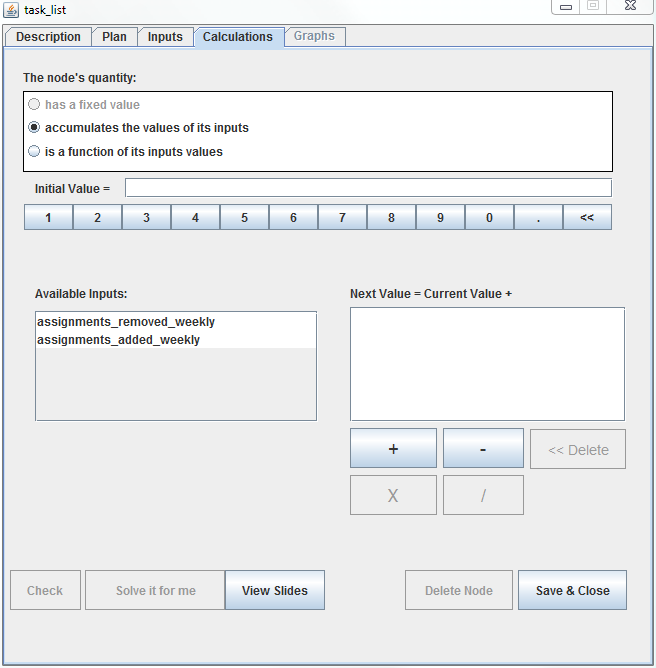 task_list
Description Plan Inputs Calculations Graphs
The node's quantity:
has a fixed value
accumulates the values of its inputs
is a function of its inputs values
Initial Value =
1 2 3 4 5 6 7 8 9 0 . <<
Available Inputs:
Next Value = Current Value +
assignments_removed_weekly
assignments_added_weekly
+ - << Delete
X /
Check Solve it for me View Slides Delete Node Save & Close